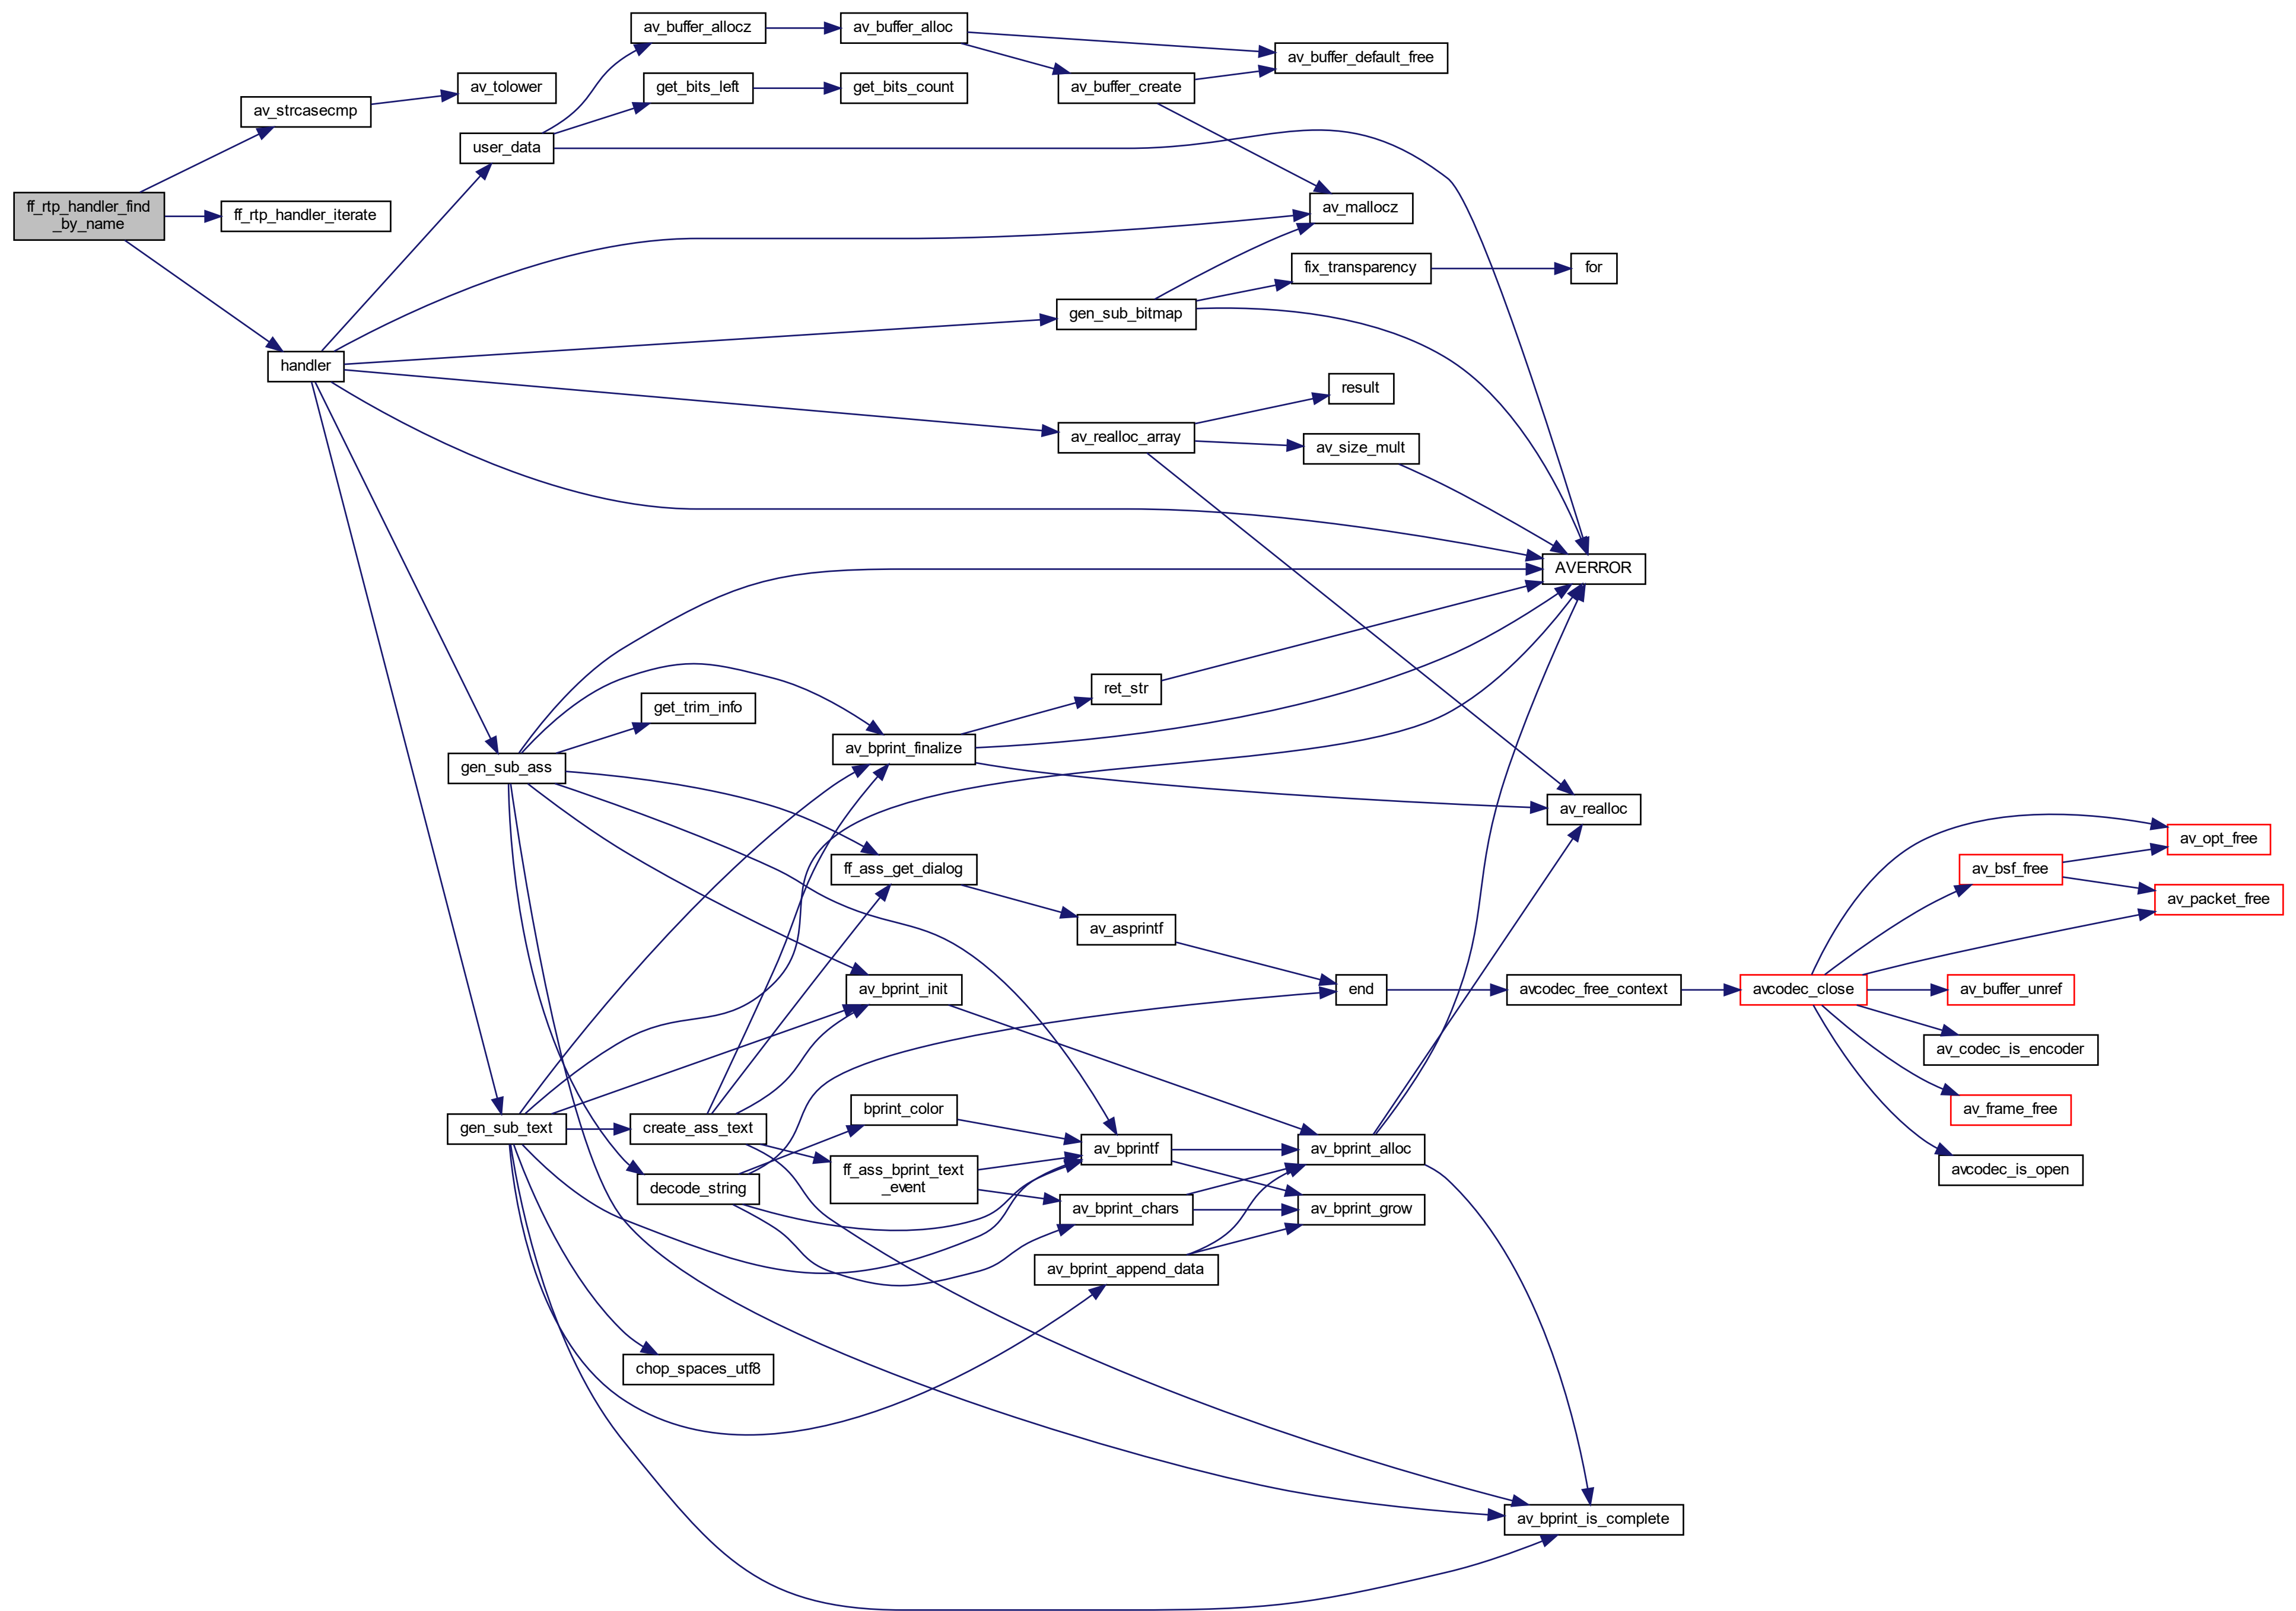 av_buffer_allocz
av_buffer_alloc
av_buffer_default_free
av_tolower
get_bits_left
get_bits_count
av_buffer_create
av_strcasecmp
user_data
ff_rtp_handler_find
_by_name
ff_rtp_handler_iterate
av_mallocz
fix_transparency
for
gen_sub_bitmap
handler
result
av_realloc_array
av_size_mult
AVERROR
ret_str
get_trim_info
av_bprint_finalize
gen_sub_ass
av_realloc
av_opt_free
ff_ass_get_dialog
av_bsf_free
av_packet_free
av_asprintf
av_bprint_init
end
avcodec_free_context
avcodec_close
av_buffer_unref
av_codec_is_encoder
bprint_color
av_frame_free
gen_sub_text
create_ass_text
av_bprintf
av_bprint_alloc
ff_ass_bprint_text
_event
avcodec_is_open
decode_string
av_bprint_chars
av_bprint_grow
av_bprint_append_data
chop_spaces_utf8
av_bprint_is_complete